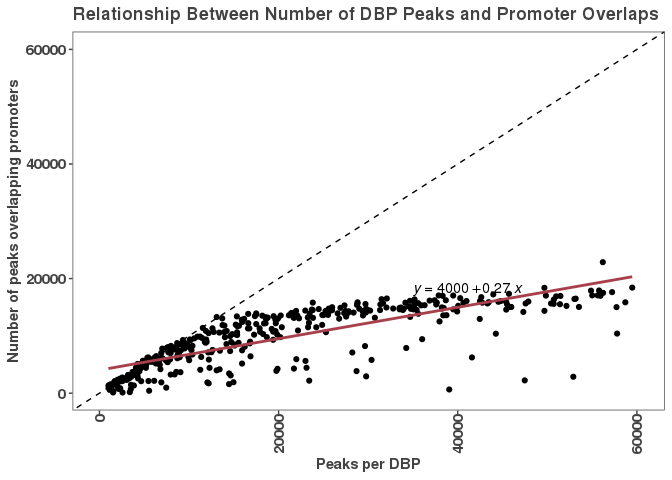 Relationship Between Number of DBP Peaks and Promoter Overlaps
Number of peaks overlapping promoters
60000
40000
20000
0
y = 4000 +0.27 x
0
20000
40000
60000
Peaks per DBP